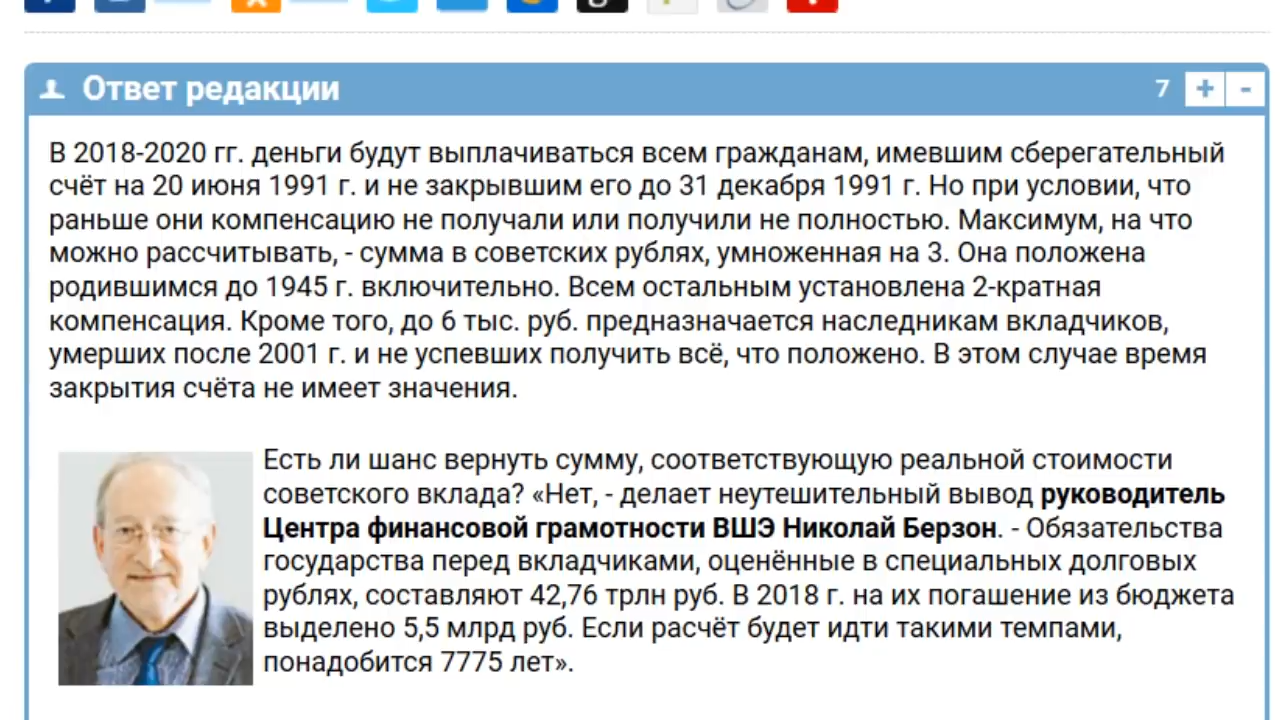 Ответ редакции
7 + -
В 2018-2020 гг. деньги будут выплачиваться всем гражданам, имевшим сберегательный
счёт на 20 июня 1991 г. и не закрывшим его до 31 декабря 1991 г. Но при условии, что
раньше они компенсацию не получали или получили не полностью. Максимум, на что
можно рассчитывать, - сумма в советских рублях, умноженная на 3. Она положена
родившимся до 1945 г. включительно. Всем остальным установлена 2-кратная
компенсация. Кроме того, до 6 тыс. руб. предназначается наследникам вкладчиков,
умерших после 2001 г. и не успевших получить всё, что положено. В этом случае время
закрытия счёта не имеет значения.
Есть ли шанс вернуть сумму, соответствующую реальной стоимости
советского вклада? «Нет, - делает неутешительный вывод руководитель
Центра финансовой грамотности ВШЭ Николай Берзон. - Обязательства
государства перед вкладчиками, оценённые в специальных долговых
рублях, составляют 42,76 трлн руб. В 2018 г. на их погашение из бюджета
выделено 5,5 млрд руб. Если расчёт будет идти такими темпами,
понадобится 7775 лет».